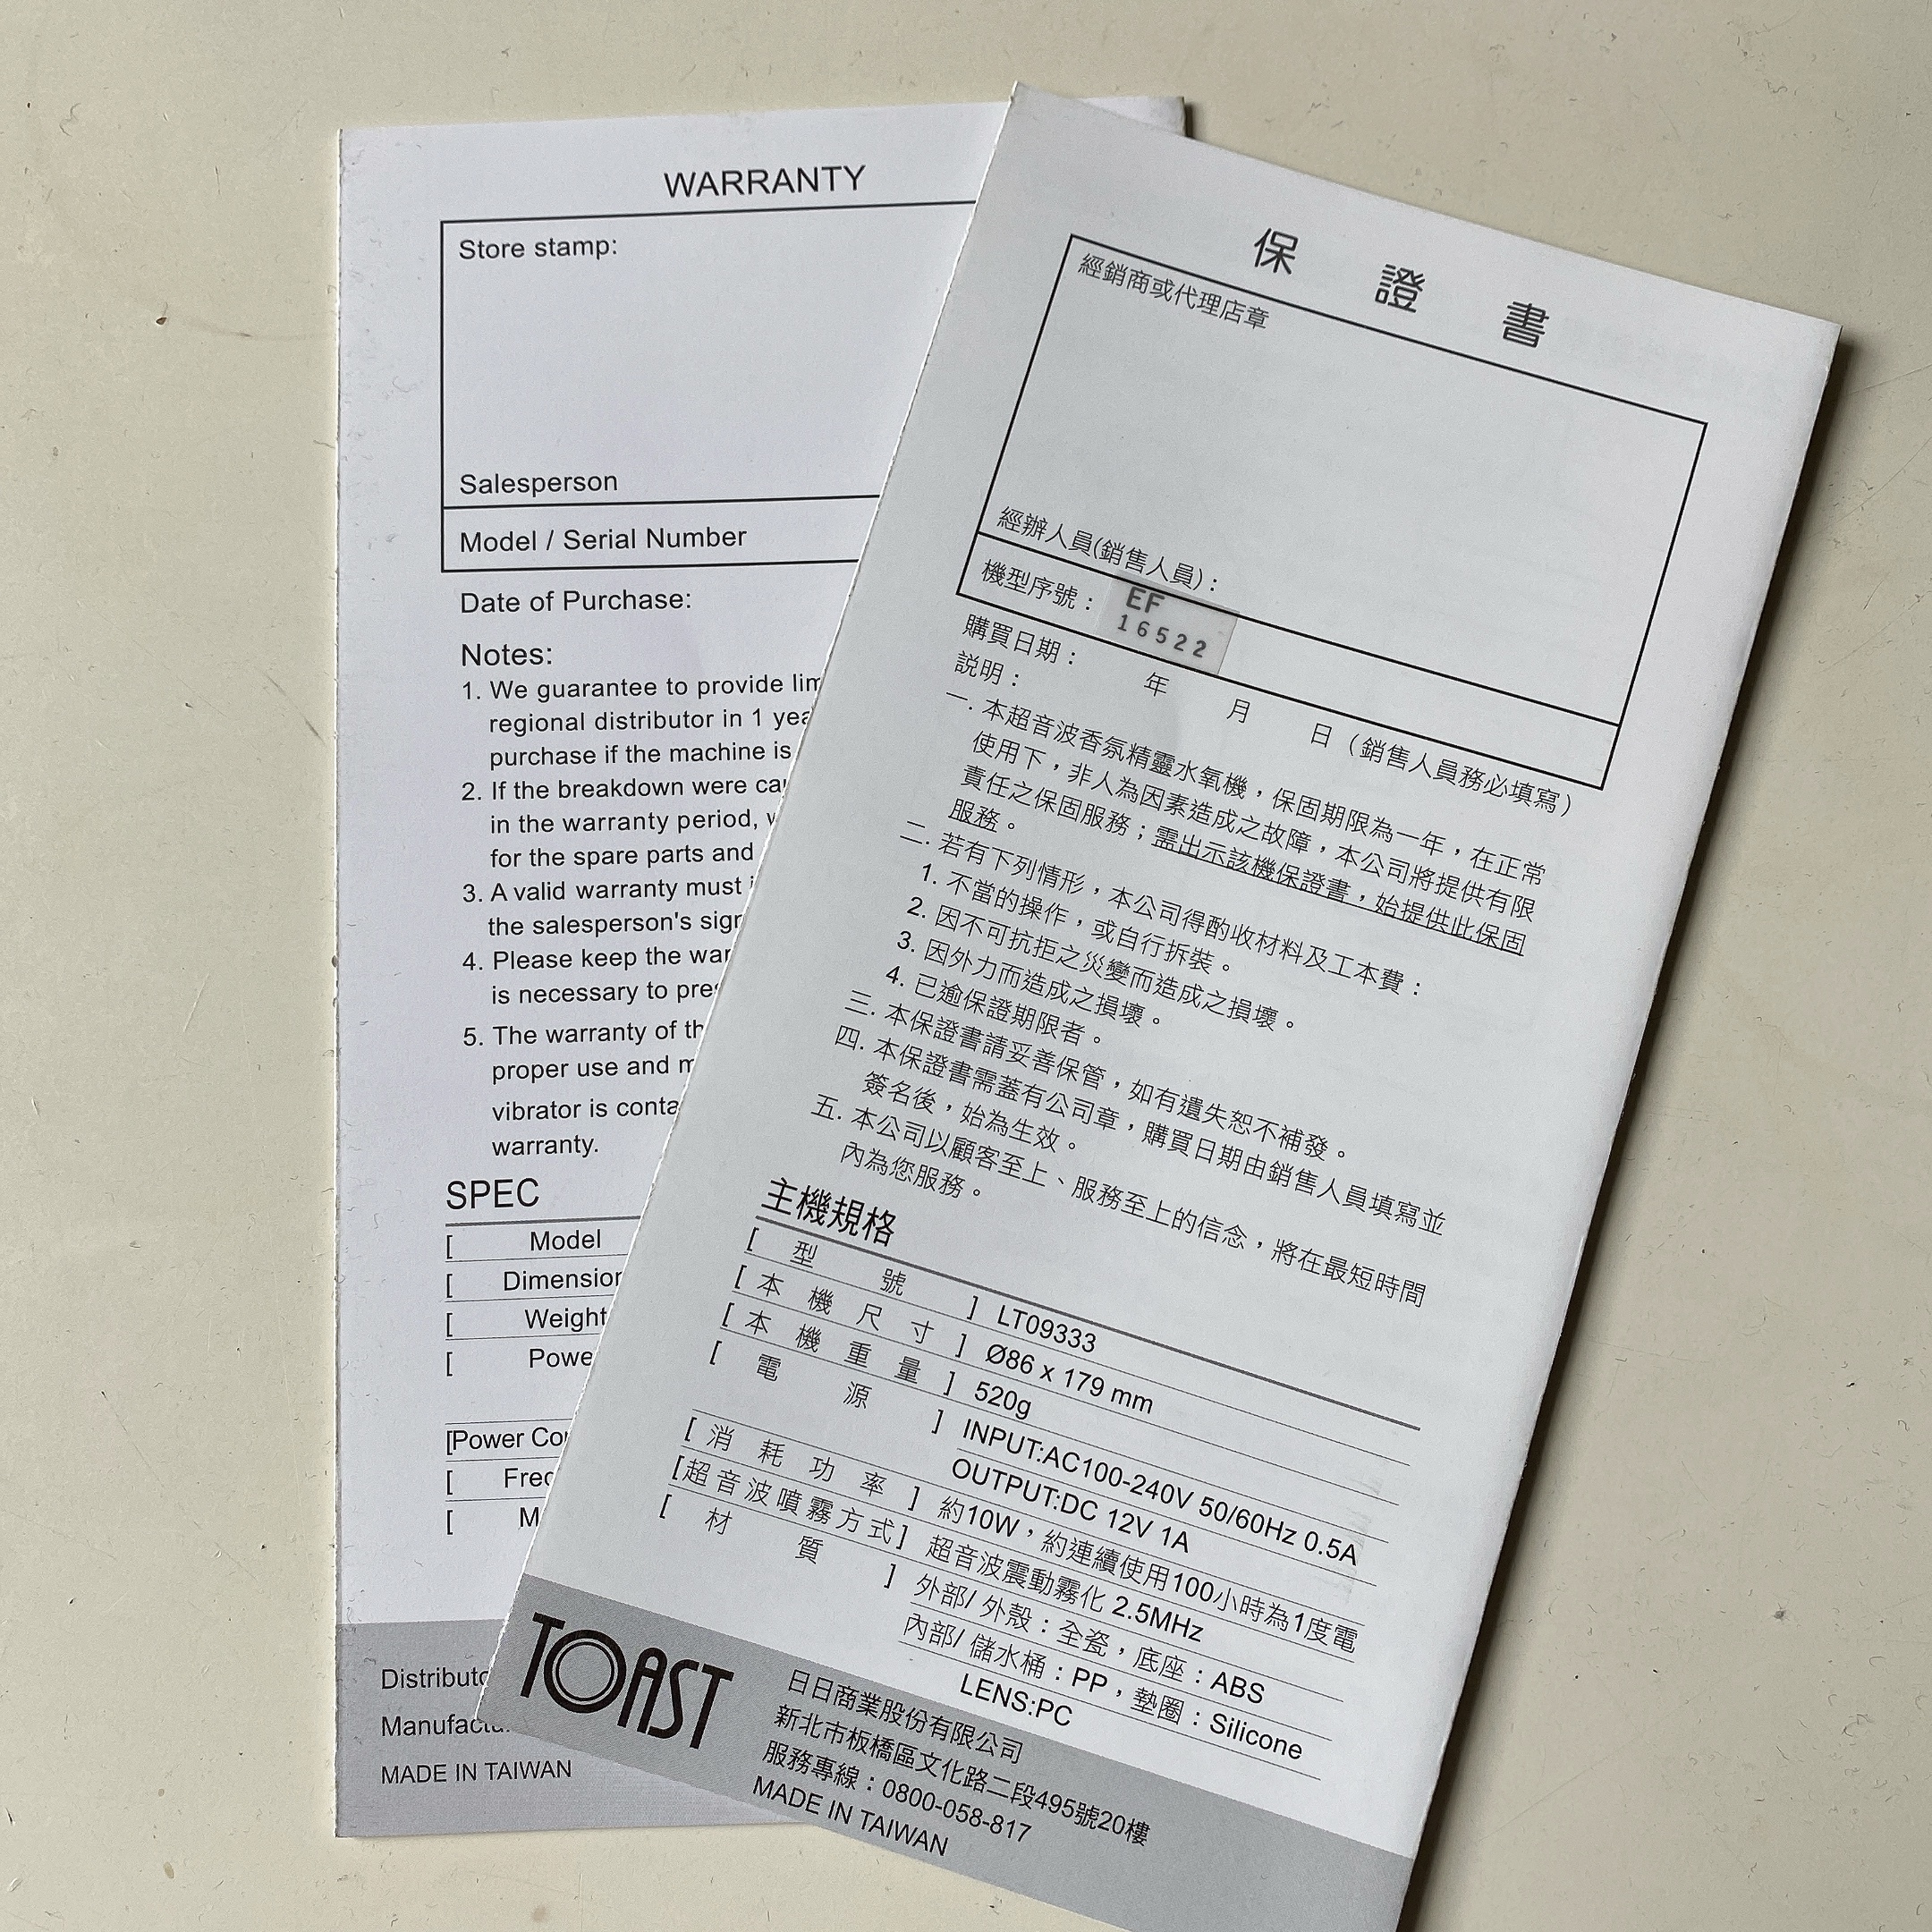 WARRANTY
Store stamp:
Salesperson
Model / Serial Number
Date of Purchase:
Notes:
1. We guarantee to provide
regional distributor in 1
purchase if the machine is
2. If the breakdown were
in the warranty period,
for the spare parts and
3. A valid warranty must
the salesperson's
4. Please keep the
is necessary to
5. The warranty of
proper use and
vibrator is
warranty.
SPEC
[ Model
[ Dimension
[ Weight
[
[Power
[
[
MADE IN TAIWAN
保證書
經銷商或代理店章
經辦人員(銷售人員)：
機型序號： EF
16522
購買日期： 年 月 日（銷售人員務必填寫）
説明：
一. 本超音波香氛精靈水氧機，保固期限為一年，在正常
使用下，非人為因素造成之故障，本公司將提供有限
責任之保固服務；需出示該機保證書，始提供此保固
服務。
二. 若有下列情形，本公司得酌收材料及工本費：
1. 不當的操作，或自行拆裝。
2. 因不可抗拒之災變而造成之損壞。
3. 因外力而造成之損壞。
4. 已逾保證期限者。
三. 本保證書請妥善保管，如有遺失恕不補發。
四. 本保證書需蓋有公司章，購買日期由銷售人員填寫並
簽名後，始為生效。
五. 本公司以顧客至上、服務至上的信念，將在最短時間
內為您服務。
主機規格
[ 型號 ] LT09333
[ 本機尺寸 ] Ø86 x 179 mm
[ 本機重量 ] 520g
[ 電源 ] INPUT:AC100-240V 50/60Hz 0.5A
OUTPUT:DC 12V 1A
[ 消耗功率 ] 約10W，約連續使用100小時為1度電
[超音波噴霧方式] 超音波震動霧化 2.5MHz
[ 材質 ] 外部/ 外殼：全瓷，底座：ABS
內部/ 儲水桶：PP，墊圈：Silicone
LENS:PC
TOAST
日日商業股份有限公司
新北市板橋區文化路二段495號20樓
服務專線：0800-058-817
MADE IN TAIWAN